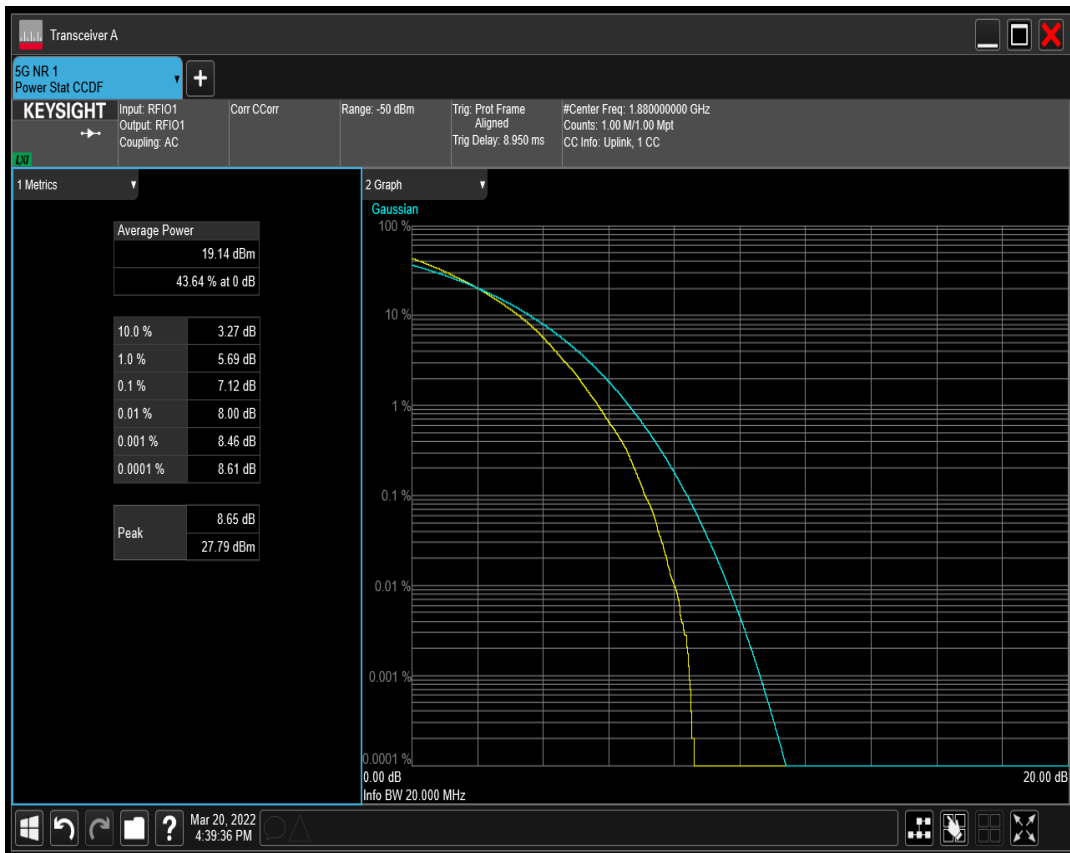 Transceiver A
5G NR 1
Power Stat CCDF
+
KEYSIGHT
LXI
Input: RFIO1
Output: RFIO1
Coupling: AC
Corr CCorr
Range: -50 dBm
Trig: Prot Frame
Aligned
Trig Delay: 8.950 ms
#Center Freq: 1.880000000 GHz
Counts: 1.00 M/1.00 Mpt
CC Info: Uplink, 1 CC
1 Metrics
Average Power
19.14 dBm
43.64 % at 0 dB
10.0 % 3.27 dB
1.0 % 5.69 dB
0.1 % 7.12 dB
0.01 % 8.00 dB
0.001 % 8.46 dB
0.0001 % 8.61 dB
Peak
8.65 dB
27.79 dBm
2 Graph
Gaussian
100 %
10 %
1 %
0.1 %
0.01 %
0.001 %
0.0001 %
0.00 dB
20.00 dB
Info BW 20.000 MHz
?
Mar 20, 2022
4:39:36 PM